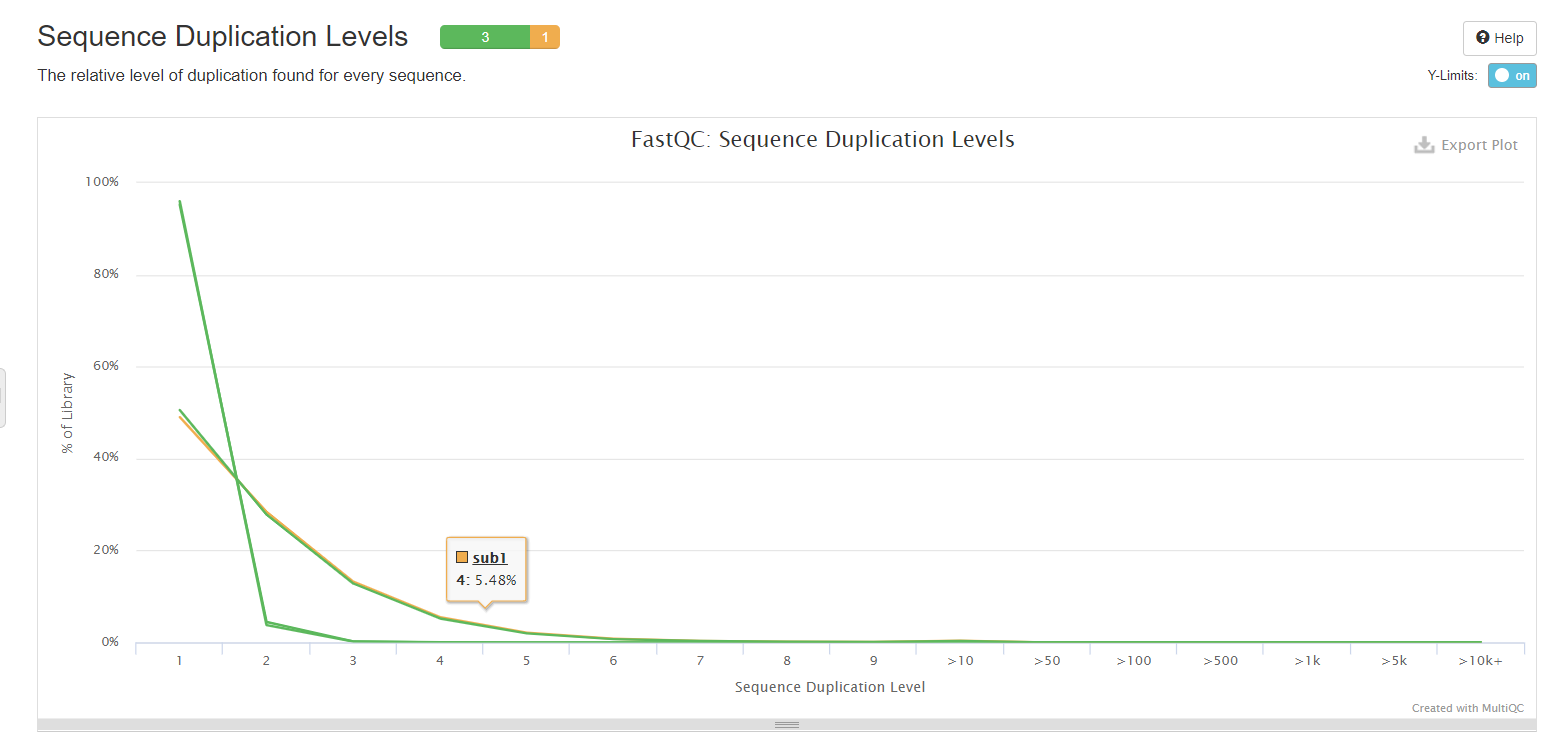 Sequence Duplication Levels
3 1
Help
The relative level of duplication found for every sequence.
Y-Limits: on
FastQC: Sequence Duplication Levels
Export Plot
100%
80%
60%
40%
20%
0%
% of Library
sub1
4: 5.48%
1 2 3 4 5 6 7 8 9 >10 >50 >100 >500 >1k >5k >10k+
Sequence Duplication Level
Created with MultiQC